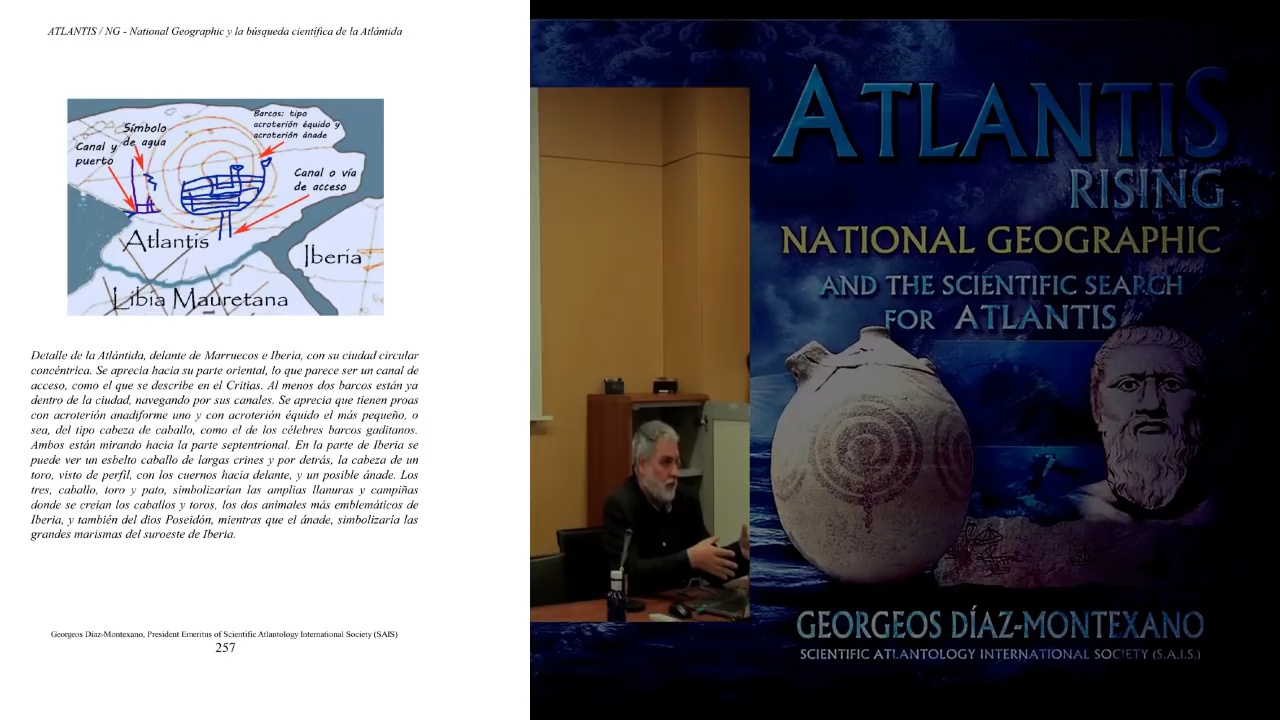 ATLANTIS / NG - National Geographic y la búsqueda científica de la Atlántida
Símbolo
de agua
Canal y
puerto
Barcos: tipo
acroterión équido y
acroterión ánade
Canal o vía
de acceso
Atlantis
Iberia
Libia Mauretana
Detalle de la Atlántida, delante de Marruecos e Iberia, con su ciudad circular
concéntrica. Se aprecia hacia su parte oriental, lo que parece ser un canal de
acceso, como el que se describe en el Critias. Al menos dos barcos están ya
dentro de la ciudad, navegando por sus canales. Se aprecia que tienen proas
con acroterión anadiforme uno y con acroterión équido el más pequeño, o
sea, del tipo cabeza de caballo, como el de los célebres barcos gaditanos.
Ambos están mirando hacia la parte septentrional. En la parte de Iberia se
puede ver un esbelto caballo de largas crines y por detrás, la cabeza de un
toro, visto de perfil, con los cuernos hacia delante, y un posible ánade. Los
tres, caballo, toro y pato, simbolizarían las amplias llanuras y campiñas
donde se creían los caballos y toros, los dos animales más emblemáticos de
Iberia, y también del dios Poseidón, mientras que el ánade, simbolizaría las
grandes marismas del suroeste de Iberia.
Georgeos Díaz-Montexano, President Emeritus of Scientific Atlantology International Society (SAIS)
257
ATLANTIS
RISING
NATIONAL GEOGRAPHIC
AND THE SCIENTIFIC SEARCH
FOR ATLANTIS
GEORGEOS DÍAZ-MONTEXANO
SCIENTIFIC ATLANTOLOGY INTERNATIONAL SOCIETY (S.A.I.S.)